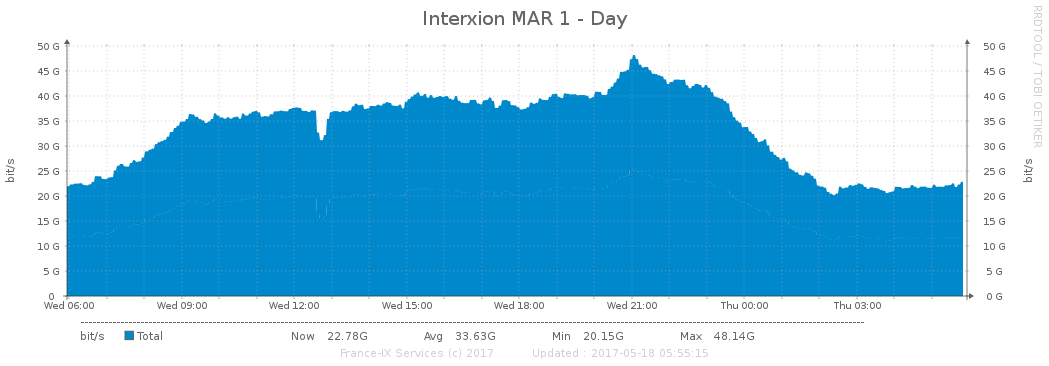 Interxion MAR 1 - Day
RRDTOOL / TOBI OETIKER
bit/s
50 G 50 G
45 G 45 G
40 G 40 G
35 G 35 G
30 G 30 G
25 G 25 G
20 G 20 G
15 G 15 G
10 G 10 G
5 G 5 G
0 0 G
bit/s
Wed 06:00 Wed 09:00 Wed 12:00 Wed 15:00 Wed 18:00 Wed 21:00 Thu 00:00 Thu 03:00
bit/s Total Now 22.78G Avg 33.63G Min 20.15G Max 48.14G
France-IX Services (c) 2017 Updated : 2017-05-18 05:55:15